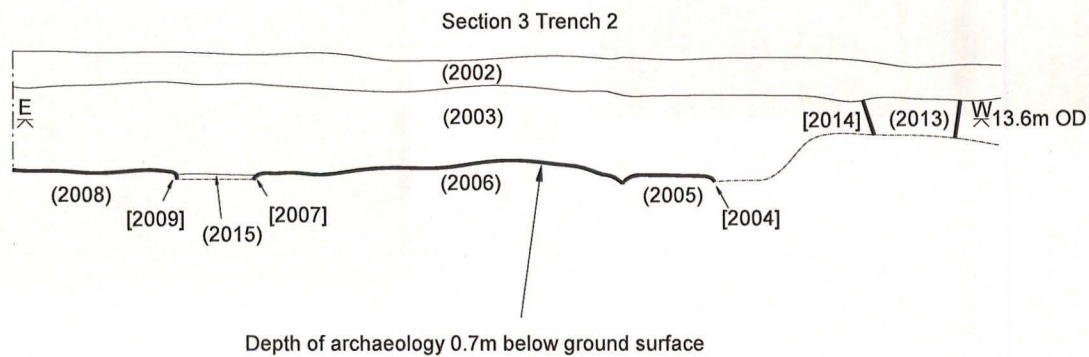 Section 3 Trench 2
(2002)
E
(2003)
[2014]
(2013)
W
13.6m OD
(2008)
[2009]
(2015)
[2007]
(2006)
(2005)
[2004]
Depth of archaeology 0.7m below ground surface